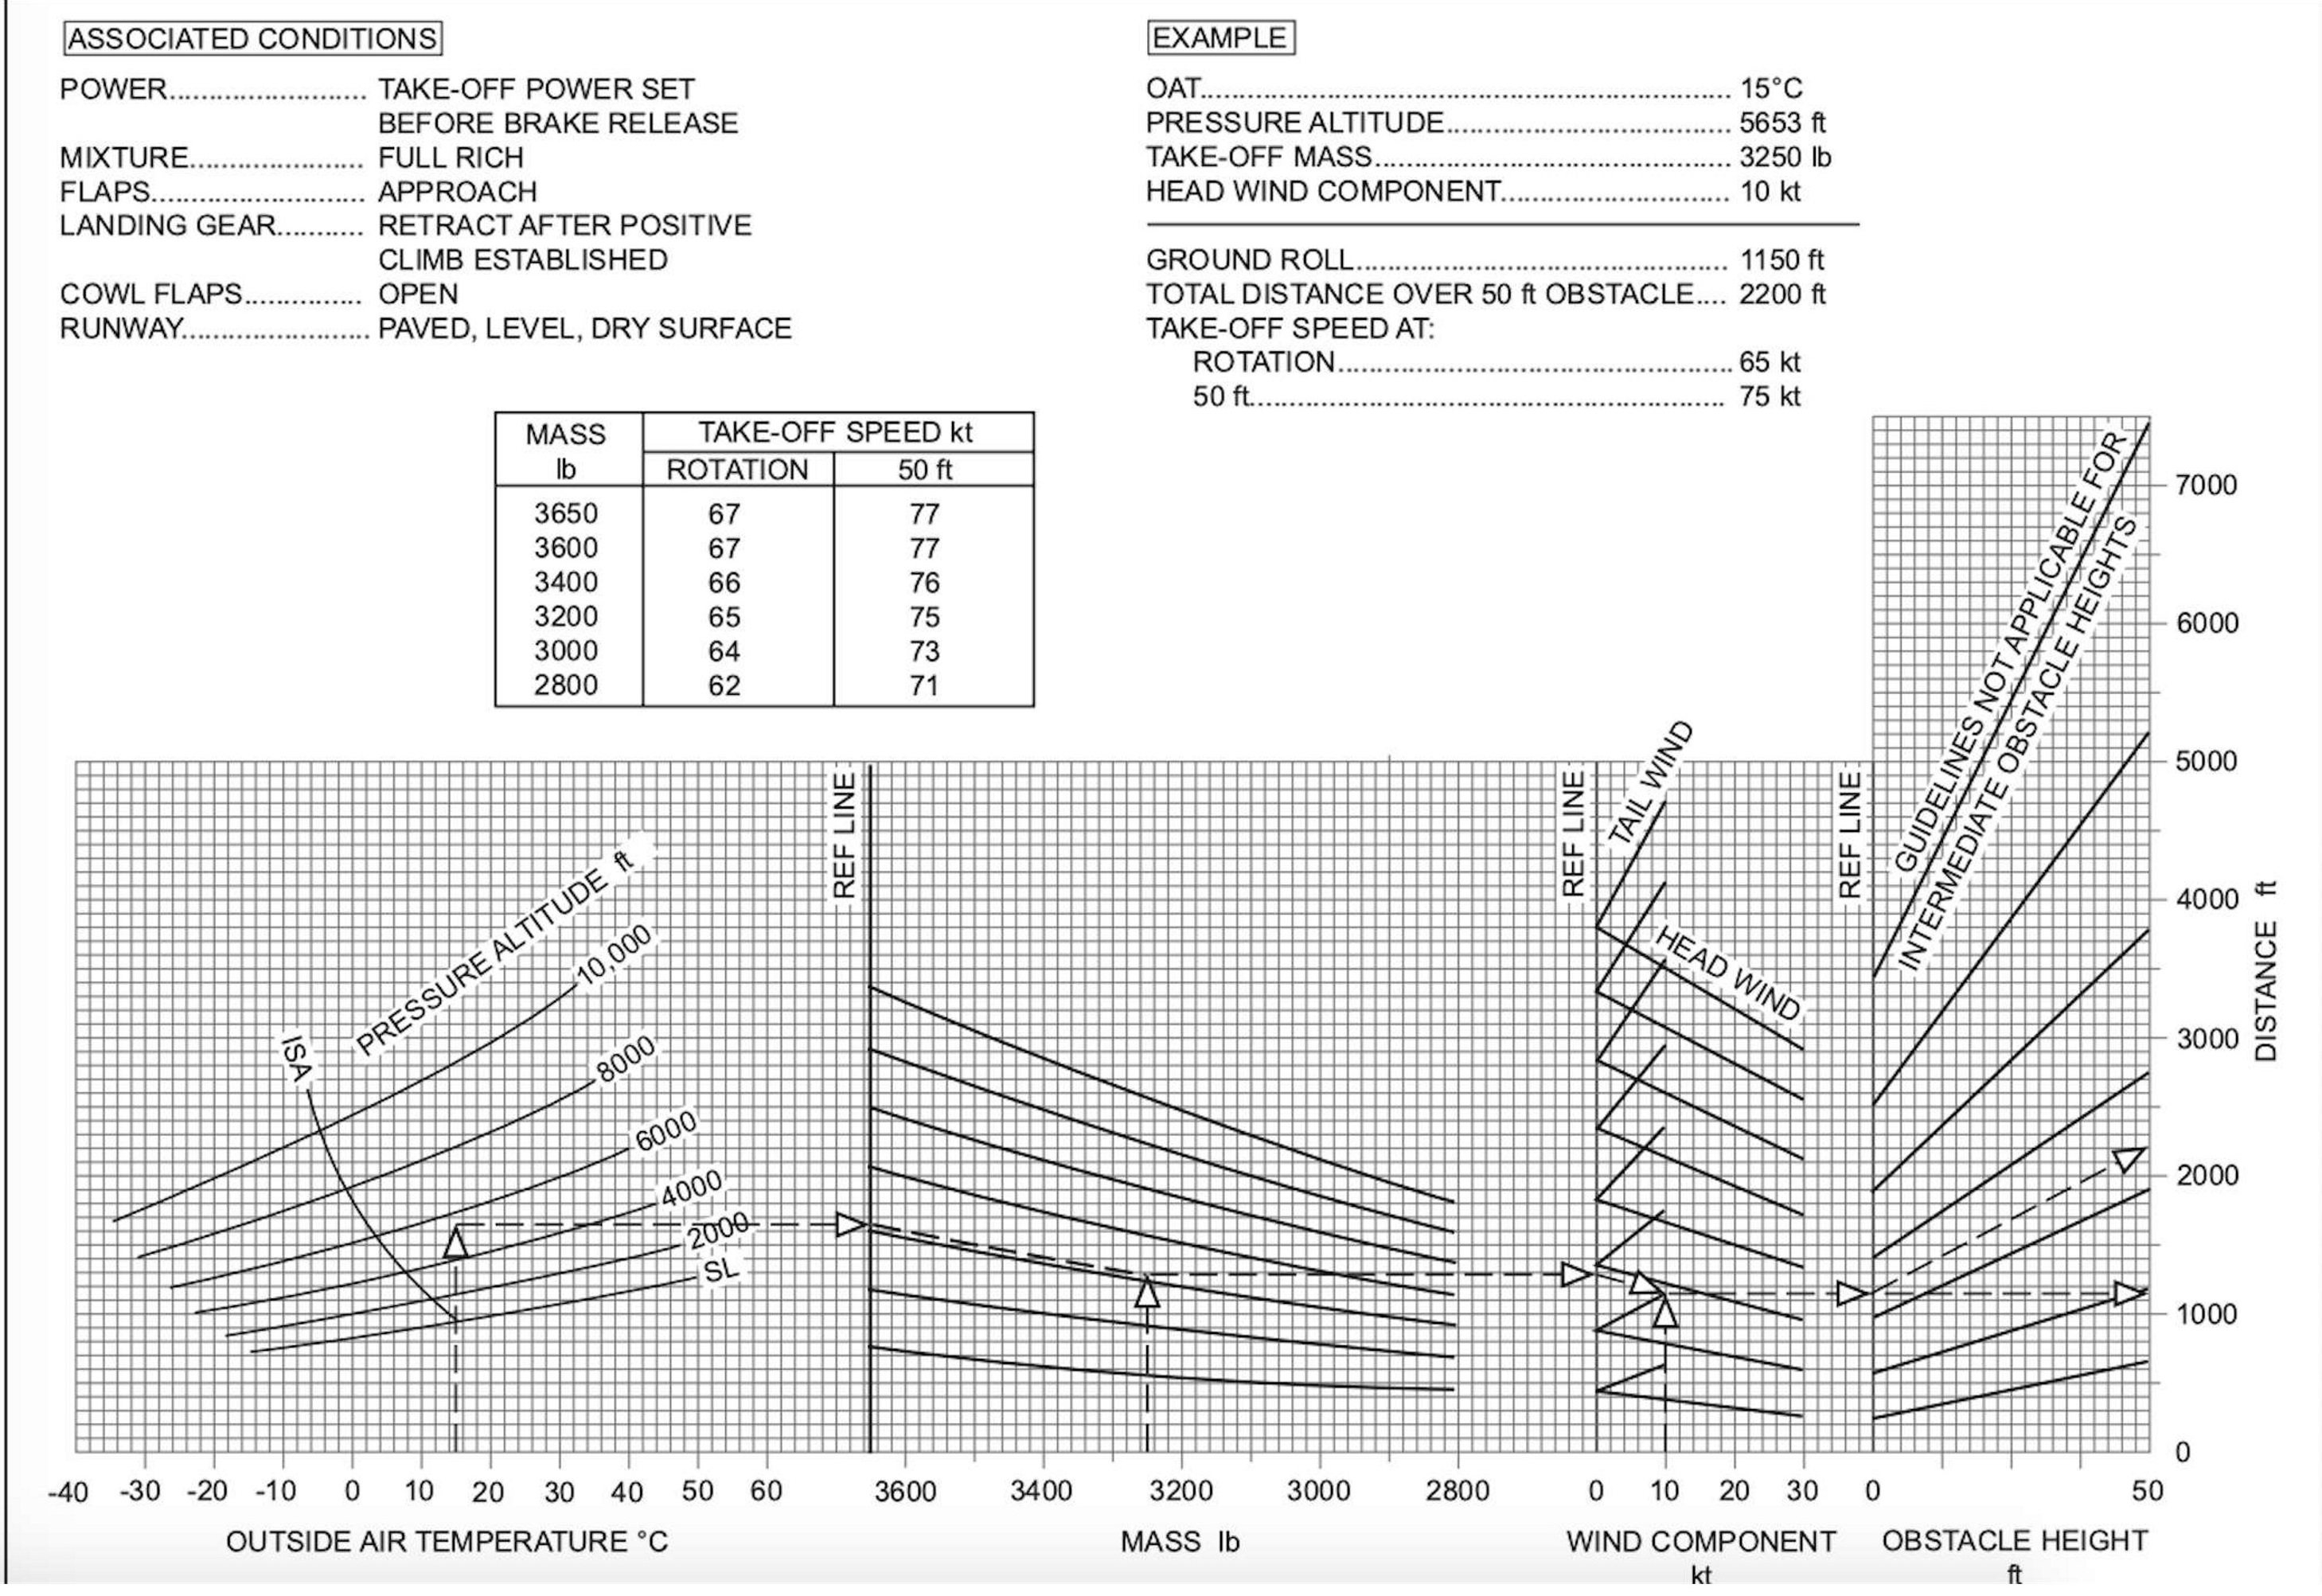 ASSOCIATED CONDITIONS
POWER........................ TAKE-OFF POWER SET
BEFORE BRAKE RELEASE
MIXTURE..................... FULL RICH
FLAPS.......................... APPROACH
LANDING GEAR........... RETRACT AFTER POSITIVE
CLIMB ESTABLISHED
COWL FLAPS............... OPEN
RUNWAY....................... PAVED, LEVEL, DRY SURFACE
EXAMPLE
OAT................................................................. 15°C
PRESSURE ALTITUDE................................... 5653 ft
TAKE-OFF MASS............................................ 3250 lb
HEAD WIND COMPONENT............................ 10 kt
GROUND ROLL.............................................. 1150 ft
TOTAL DISTANCE OVER 50 ft OBSTACLE.... 2200 ft
TAKE-OFF SPEED AT:
ROTATION................................................ 65 kt
50 ft.......................................................... 75 kt
MASS lb TAKE-OFF SPEED kt
ROTATION 50 ft
3650 67 77
3600 67 77
3400 66 76
3200 65 75
3000 64 73
2800 62 71
PRESSURE ALTITUDE ft
10,000
8000
6000
4000
2000
SL
ISA
REF LINE
REF LINE
TAIL WIND
HEAD WIND
REF LINE
GUIDELINES NOT APPLICABLE FOR
INTERMEDIATE OBSTACLE HEIGHTS
7000
6000
5000
4000
3000
2000
1000
0
DISTANCE ft
-40 -30 -20 -10 0 10 20 30 40 50 60 3600 3400 3200 3000 2800 0 10 20 30 0 50
OUTSIDE AIR TEMPERATURE °C MASS lb WIND COMPONENT OBSTACLE HEIGHT
kt ft